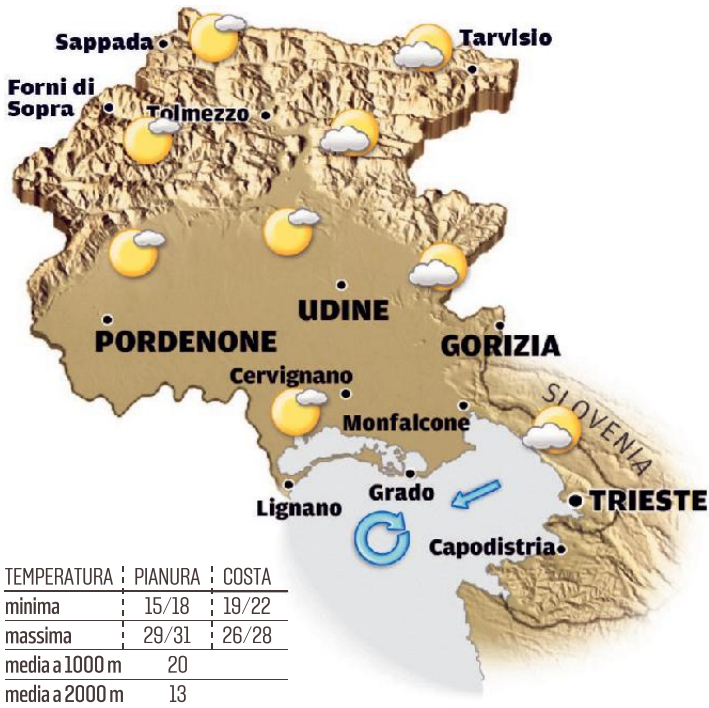 Sappada
Tarvisio
Forni di
Sopra
Tolmezzo
UDINE
PORDENONE
GORIZIA
Cervignano
SLOVENIA
Monfalcone
Lignano
Grado
TRIESTE
Capodistria
TEMPERATURA PIANURA COSTA
minima 15/18 19/22
massima 29/31 26/28
media a 1000 m 20
media a 2000 m 13